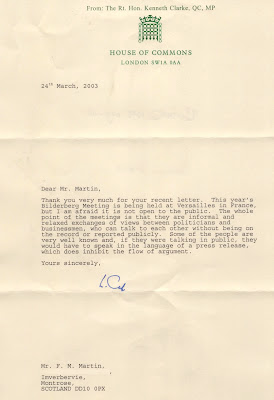 From: The Rt. Hon. Kenneth Clarke, QC, MP
HOUSE OF COMMONS
LONDON SW1A 0AA
24th March, 2003
Dear Mr. Martin,
Thank you very much for your recent letter. This year's
Bilderberg Meeting is being held at Versailles in France,
but I am afraid it is not open to the public. The whole
point of the meetings is that they are informal and
relaxed exchanges of views between politicians and
businessmen, who can talk to each other without being on
the record or reported publicly. Some of the people are
very well known and, if they were talking in public, they
would have to speak in the language of a press release,
which does inhibit the flow of argument.
Yours sincerely,
Mr. F. M. Martin,
Inverbervie,
Montrose,
SCOTLAND DD10 0PX